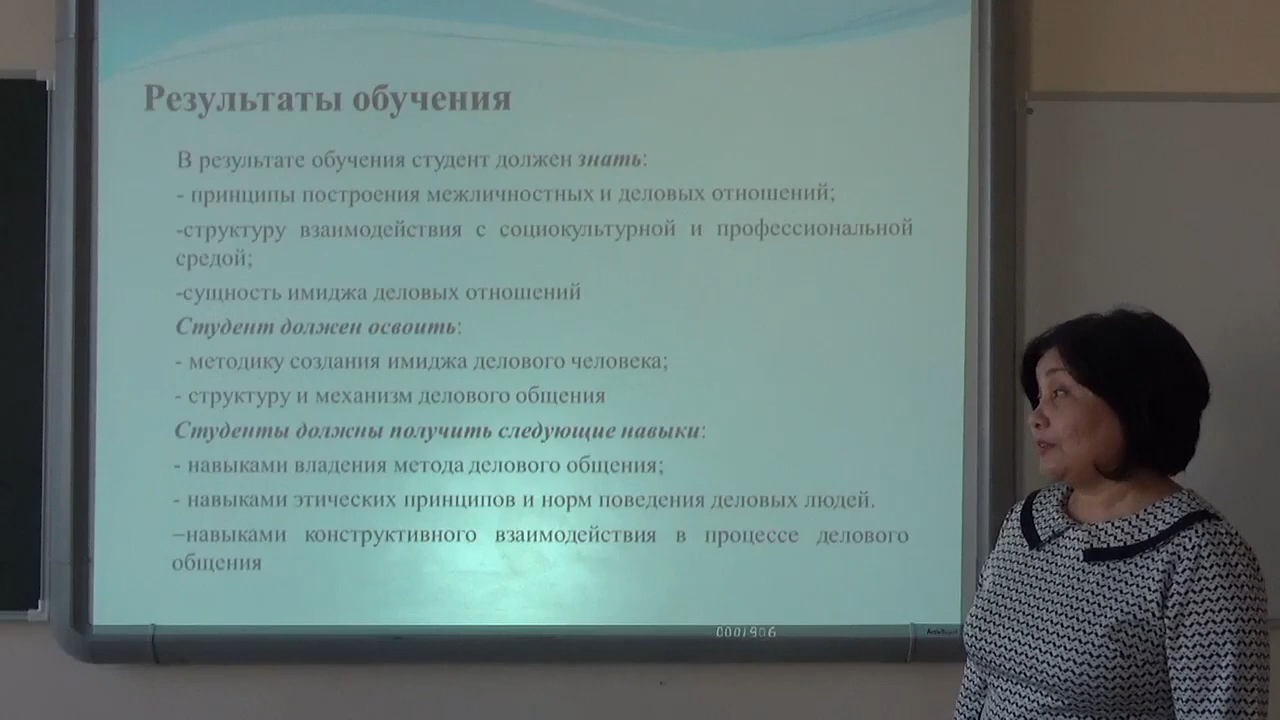 Результаты обучения
В результате обучения студент должен знать:
- принципы построения межличностных и деловых отношений;
-структуру взаимодействия с социокультурной и профессиональной
средой;
-сущность имиджа деловых отношений
Студент должен освоить:
- методику создания имиджа делового человека;
- структуру и механизм делового общения
Студенты должны получить следующие навыки:
- навыками владения метода делового общения;
- навыками этических принципов и норм поведения деловых людей.
–навыками конструктивного взаимодействия в процессе делового
общения